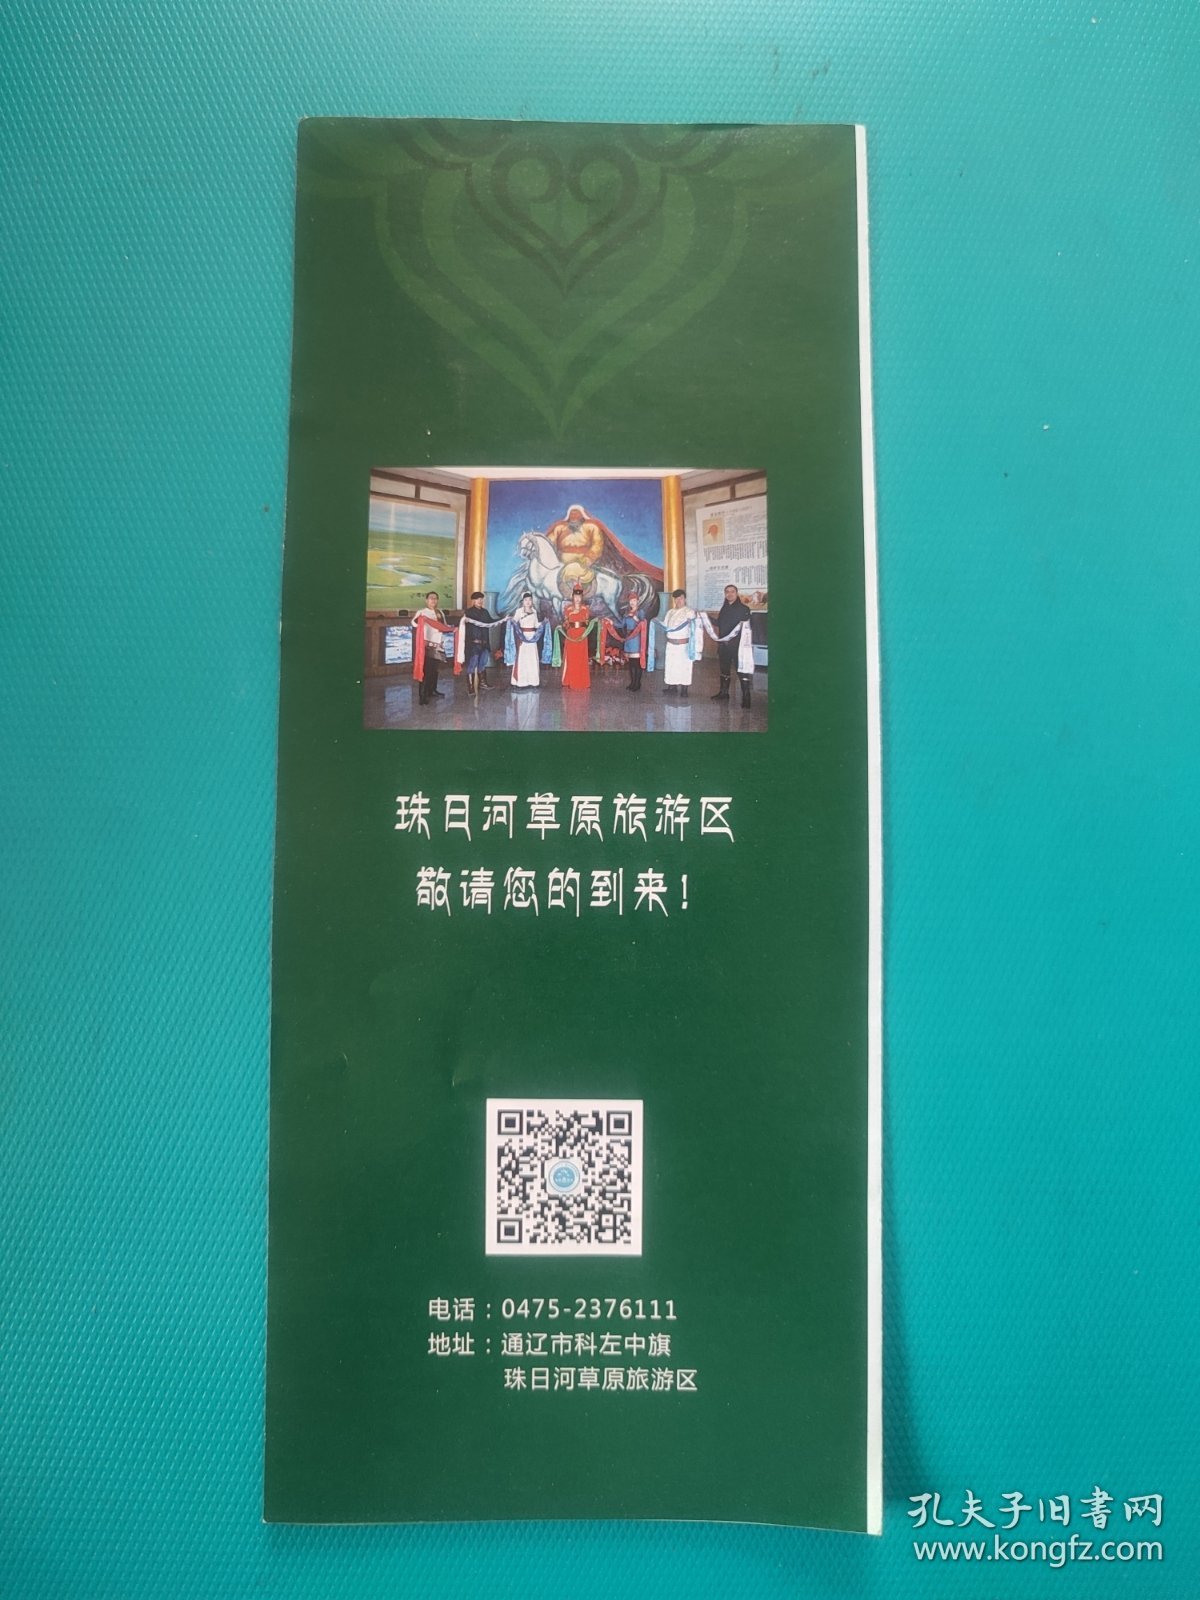 珠日河草原旅游区
敬请您的到来！
电话：0475-2376111
地址：通辽市科左中旗
珠日河草原旅游区
孔夫子旧书网
www.kongfz.com